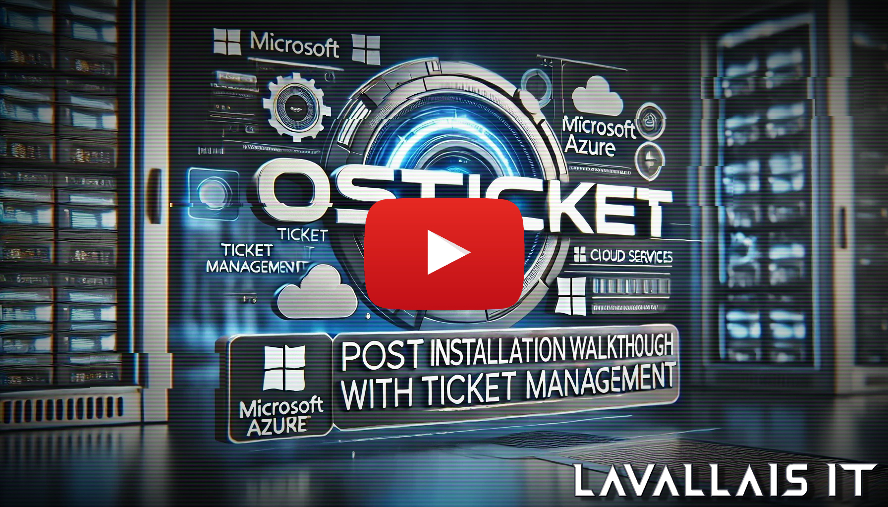 Microsoft
Microsoft
Azure
OSTICKET
TICKET
TICKET
MANAGEMENT
CLOUD SERVICES
POST INSTALLATION WALKTHOUGH
WITH TICKET MANAGEMENT
Microsoft
AZURE
LAVALLAIS IT